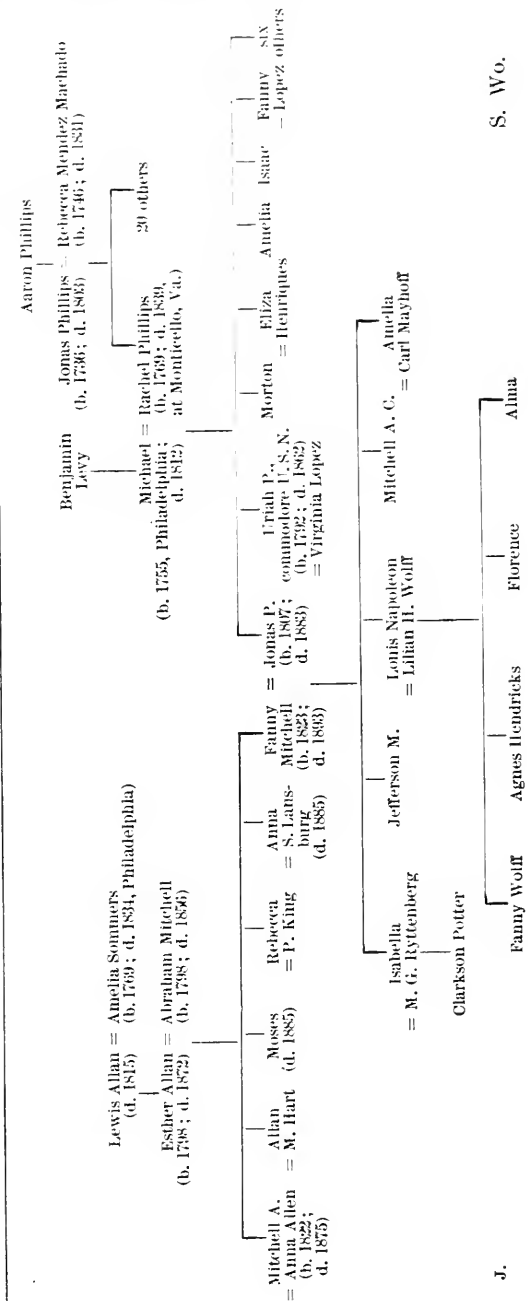 Aaron Phillips
Jonas Phillips = Rebecca Mendez Machado
(b. 1736; d. 1803) (b. 1746; d. 1831)
Benjamin
Levy
Michael = Rachel Phillips
(b. 1755, Philadelphia; (b. 1769; d. 1839,
d. 1812) at Monticello, Va.)
20 others
Lewis Allan = Amelia Sommers
(d. 1815) (b. 1769; d. 1834, Philadelphia)
Esther Allan = Abraham Mitchell
(b. 1798; d. 1872) (b. 1798; d. 1856)
Mitchell A.
= Anna Allen
(b. 1822;
d. 1875)
Allan
= M. Hart
Moses
(d. 1885)
Rebecca
= P. King
Anna
= S. Lans-
burg
(d. 1885)
Fanny = Jonas P.
Mitchell (b. 1807;
(b. 1823; d. 1883)
d. 1893)
Uriah P.,
commodore U.S.N.
(b. 1792; d. 1862)
= Virginia Lopez
Morton
Eliza
= Henriques
Amelia
Isaac
Fanny
= Lopez
six
others
Isabella
= M. G. Ryttenberg
Clarkson Potter
Jefferson M.
Louis Napoleon
= Lilian H. Wolff
Mitchell A. C.
Amelia
= Carl Mayhoff
Fanny Wolff
Agnes Hendricks
Florence
Alma
J.
S. Wo.